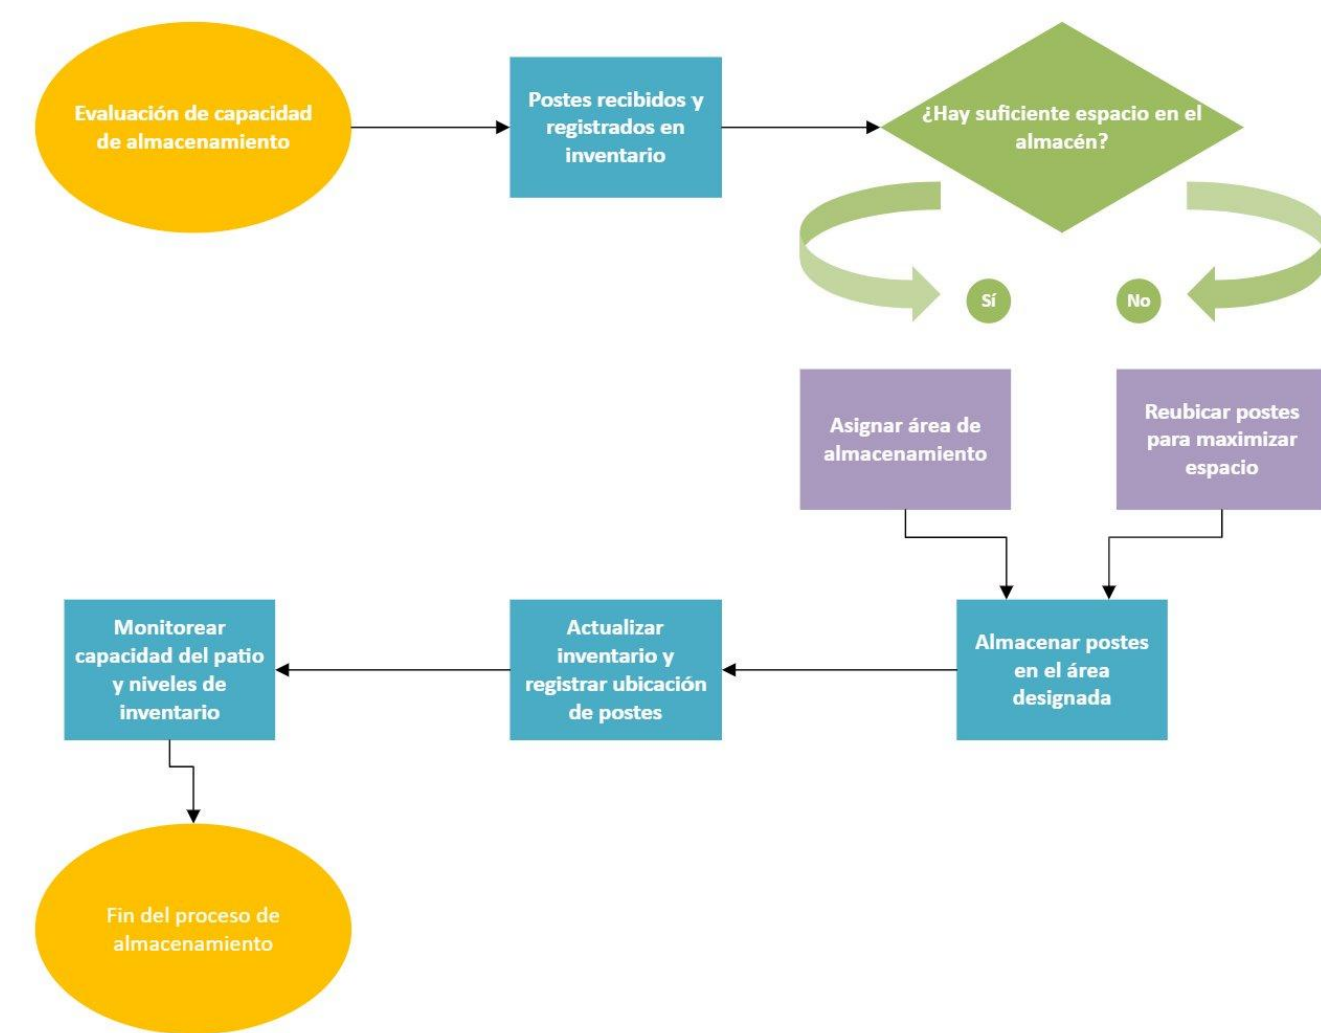 Evaluación de capacidad
de almacenamiento
Postes recibidos y
registrados en
inventario
¿Hay suficiente espacio en el
almacén?
Sí
No
Asignar área de
almacenamiento
Reubicar postes
para maximizar
espacio
Almacenar postes
en el área
designada
Actualizar
inventario y
registrar ubicación
de postes
Monitorear
capacidad del patio
y niveles de
inventario
Fin del proceso de
almacenamiento